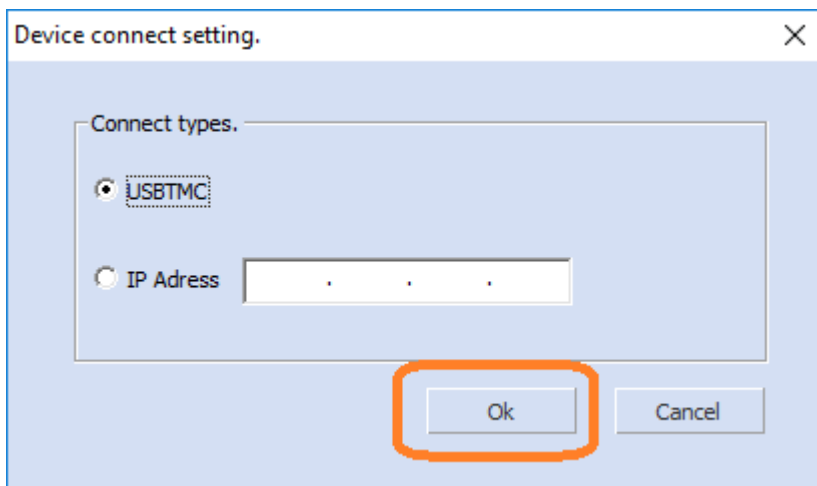 Device connect setting.
Connect types.
USBTMC
IP Adress . . .
Ok Cancel